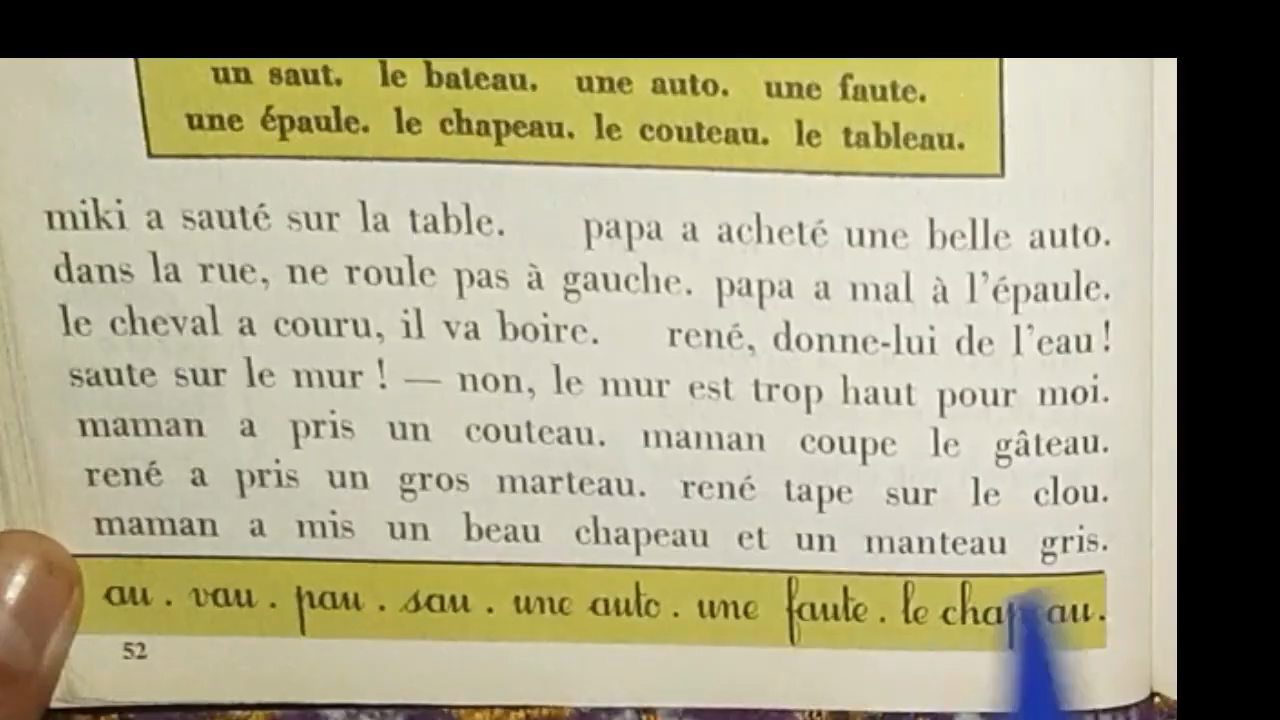 un saut. le bateau. une auto. une faute.
une épaule. le chapeau. le couteau. le tableau.
miki a sauté sur la table. papa a acheté une belle auto.
dans la rue, ne roule pas à gauche. papa a mal à l'épaule.
le cheval a couru, il va boire. rené, donne-lui de l'eau !
saute sur le mur ! — non, le mur est trop haut pour moi.
maman a pris un couteau. maman coupe le gâteau.
rené a pris un gros marteau. rené tape sur le clou.
maman a mis un beau chapeau et un manteau gris.
au . vau . pau . sau . une auto . une faute . le chapeau.
52